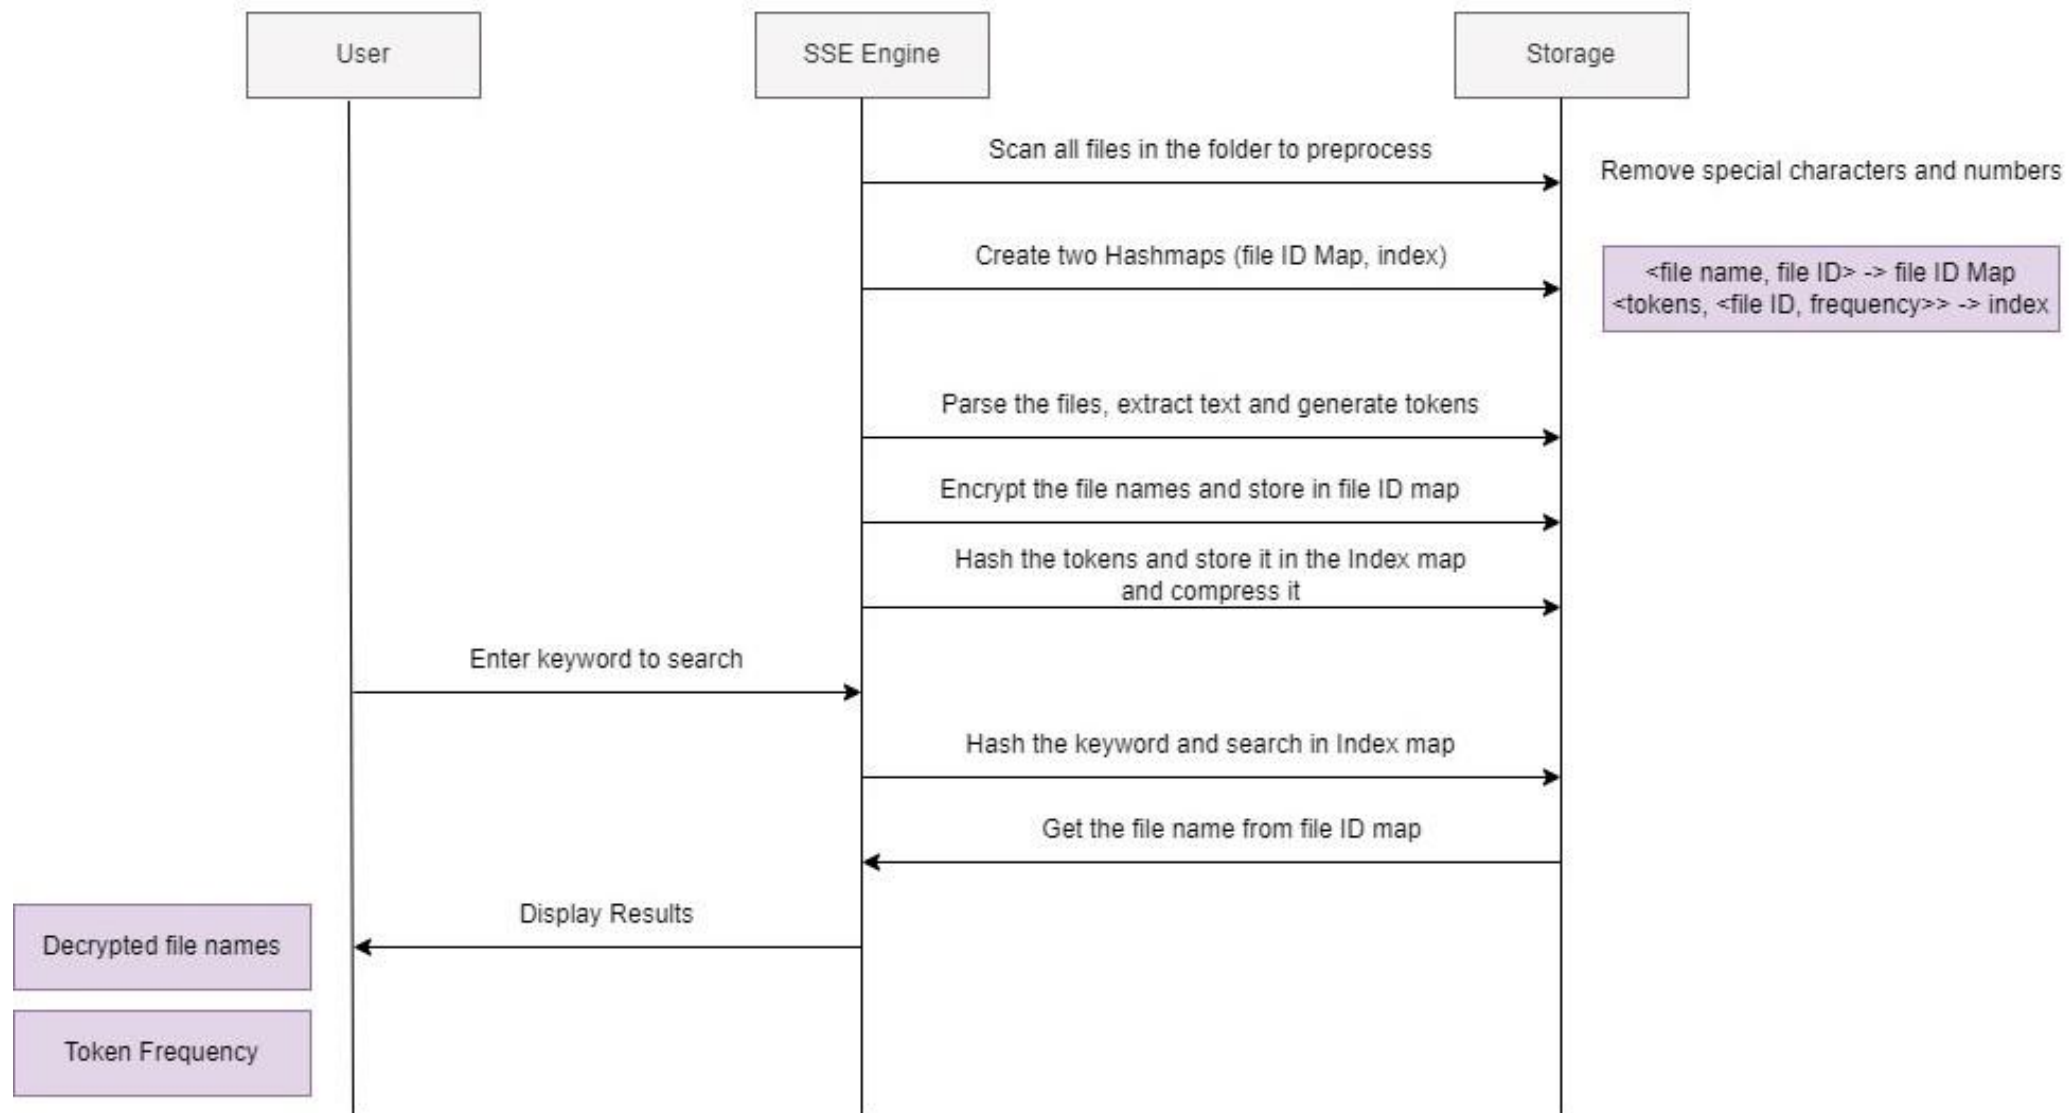 User
SSE Engine
Storage
Scan all files in the folder to preprocess
Remove special characters and numbers
Create two Hashmaps (file ID Map, index)
<file name, file ID> -> file ID Map
<tokens, <file ID, frequency>> -> index
Parse the files, extract text and generate tokens
Encrypt the file names and store in file ID map
Hash the tokens and store it in the Index map
and compress it
Enter keyword to search
Hash the keyword and search in Index map
Get the file name from file ID map
Display Results
Decrypted file names
Token Frequency